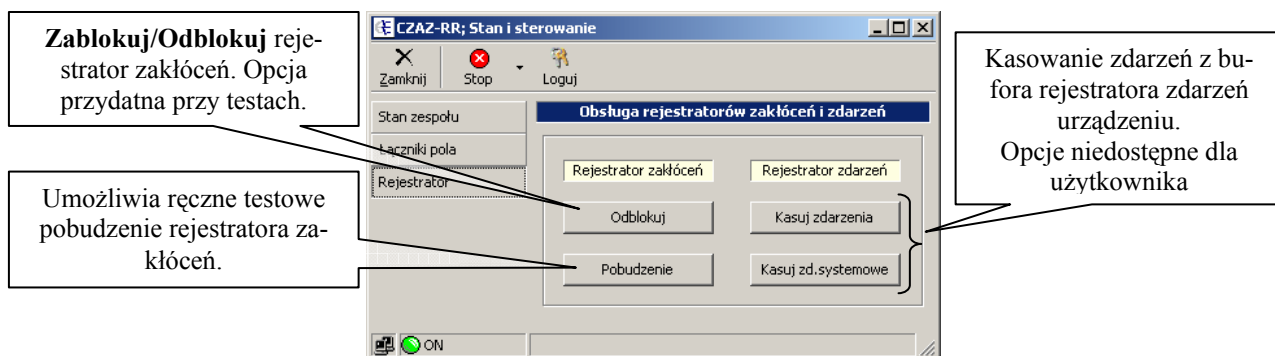 Zablokuj/Odblokuj reje-
strator zakłóceń. Opcja
przydatna przy testach.
Umożliwia ręczne testowe
pobudzenie rejestratora za-
kłóceń.
CZAZ-RR; Stan i sterowanie
Zamknij Stop Loguj
Stan zespołu
Łączniki pola
Rejestrator
Obsługa rejestratorów zakłóceń i zdarzeń
Rejestrator zakłóceń Rejestrator zdarzeń
Odblokuj Kasuj zdarzenia
Pobudzenie Kasuj zd.systemowe
ON
Kasowanie zdarzeń z bu-
fora rejestratora zdarzeń
urządzeniu.
Opcje niedostępne dla
użytkownika